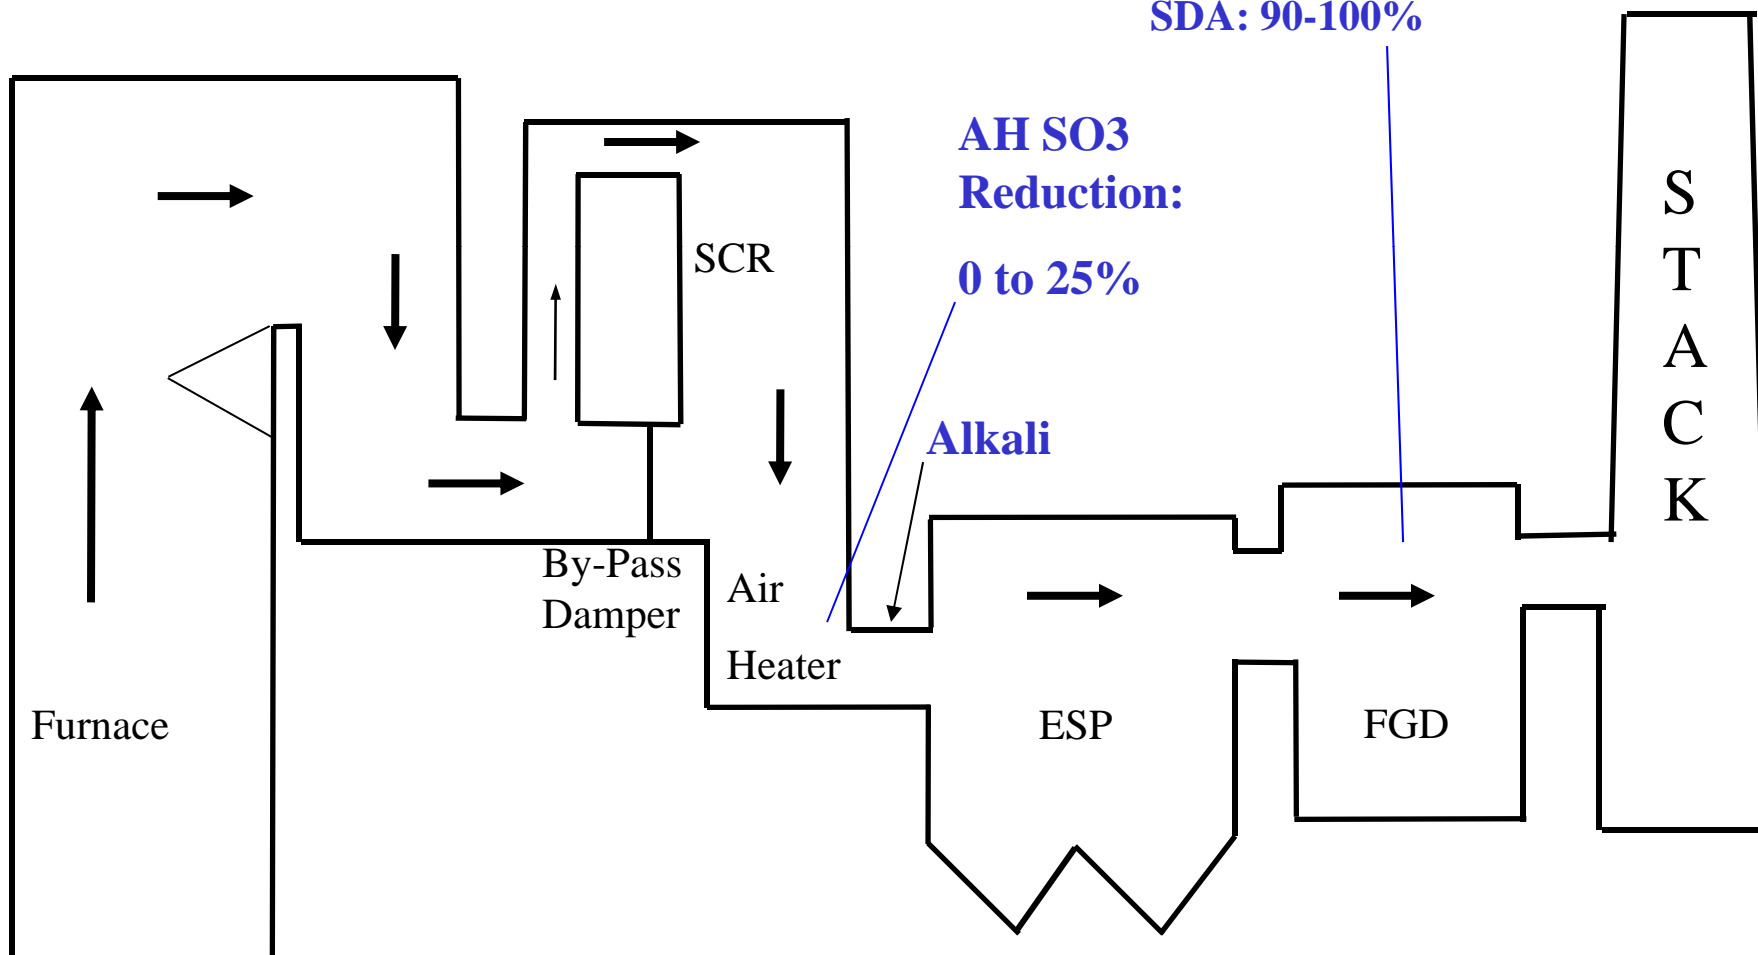 SDA: 90-100%
AH SO3
Reduction:
0 to 25%
SCR
Alkali
By-Pass
Damper
Air
Heater
Furnace
ESP
FGD
S
T
A
C
K